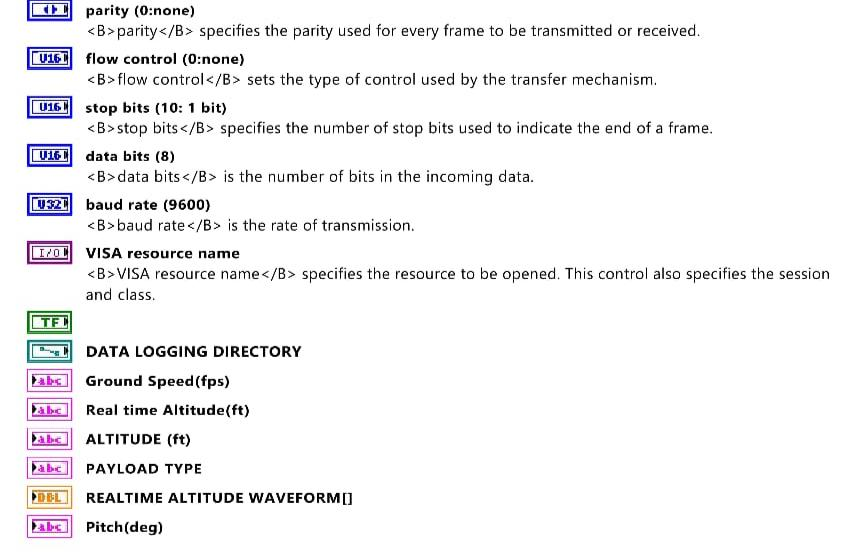 parity (0:none)
<B>parity</B> specifies the parity used for every frame to be transmitted or received.
U16 flow control (0:none)
<B>flow control</B> sets the type of control used by the transfer mechanism.
U16 stop bits (10: 1 bit)
<B>stop bits</B> specifies the number of stop bits used to indicate the end of a frame.
U16 data bits (8)
<B>data bits</B> is the number of bits in the incoming data.
U32 baud rate (9600)
<B>baud rate</B> is the rate of transmission.
I/O VISA resource name
<B>VISA resource name</B> specifies the resource to be opened. This control also specifies the session
and class.
TF
DATA LOGGING DIRECTORY
abc Ground Speed(fps)
abc Real time Altitude(ft)
abc ALTITUDE (ft)
abc PAYLOAD TYPE
DBL REALTIME ALTITUDE WAVEFORM[]
abc Pitch(deg)